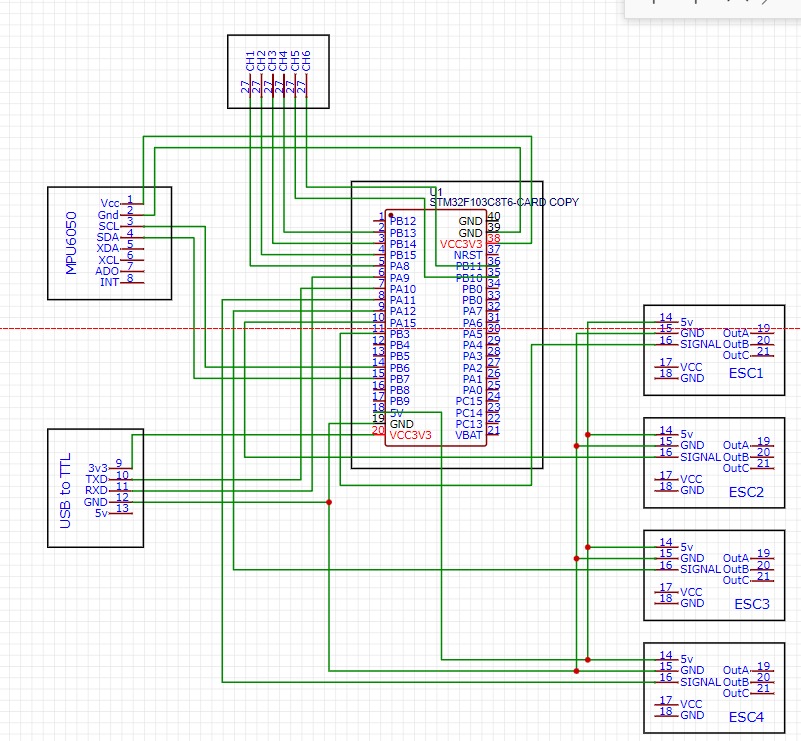 CH1 CH2 CH3 CH4 CH5 CH6
27 27 27 27 27 27
U1
STM32F103C8T6-CARD COPY
MPU6050
Vcc 1
Gnd 2
SCL 3
SDA 4
XDA 5
XCL 6
ADO 7
INT 8
1 PB12 GND 40
2 PB13 GND 39
3 PB14 VCC3V3 38
4 PB15 NRST 37
5 PA8 PB11 36
6 PA9 PB10 35
7 PA10 PB0 34
8 PA11 PB0 33
9 PA12 PA7 32
10 PA15 PA6 31
11 PB3 PA5 30
12 PB4 PA4 29
13 PB5 PA3 28
14 PB6 PA2 27
15 PB7 PA1 26
16 PB8 PA0 25
17 PB9 PC15 24
18 5V PC14 23
19 GND PC13 22
20 VCC3V3 VBAT 21
USB to TTL
3v3 9
TXD 10
RXD 11
GND 12
5v 13
14 5v
15 GND OutA 19
16 SIGNAL OutB 20
OutC 21
17 VCC
18 GND
ESC1
14 5v
15 GND OutA 19
16 SIGNAL OutB 20
OutC 21
17 VCC
18 GND
ESC2
14 5v
15 GND OutA 19
16 SIGNAL OutB 20
OutC 21
17 VCC
18 GND
ESC3
14 5v
15 GND OutA 19
16 SIGNAL OutB 20
OutC 21
17 VCC
18 GND
ESC4